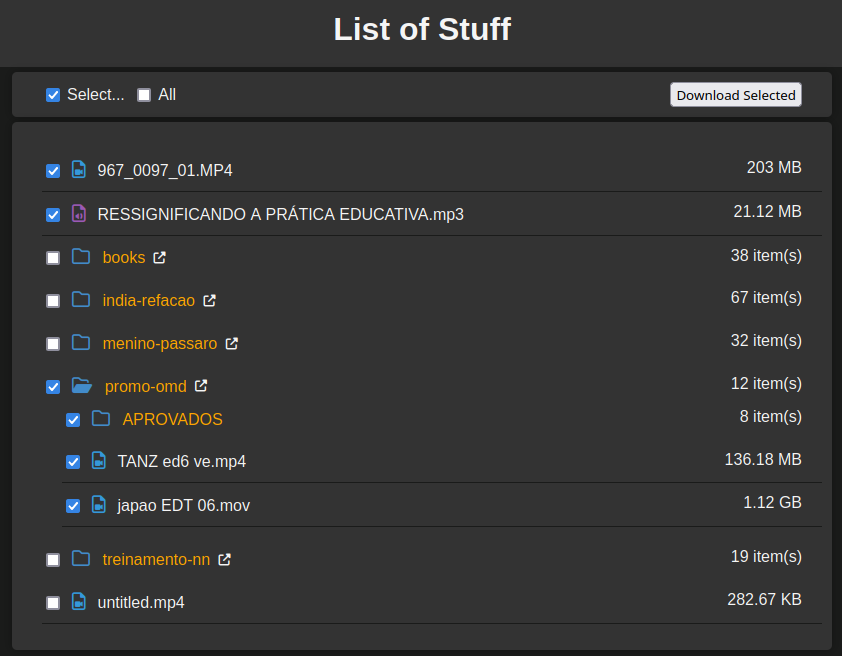 List of Stuff
Select... All Download Selected
967_0097_01.MP4 203 MB
RESSIGNIFICANDO A PRÁTICA EDUCATIVA.mp3 21.12 MB
books 38 item(s)
india-refacao 67 item(s)
menino-passaro 32 item(s)
promo-omd 12 item(s)
APROVADOS 8 item(s)
TANZ ed6 ve.mp4 136.18 MB
japao EDT 06.mov 1.12 GB
treinamento-nn 19 item(s)
untitled.mp4 282.67 KB